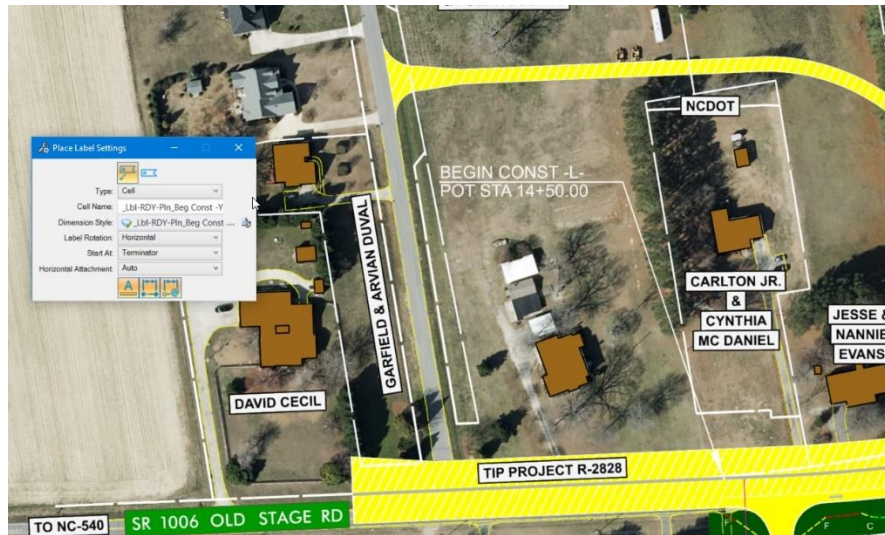 NCDOT
BEGIN CONST -L-
POT STA 14+50.00
Place Label Settings
Type: Cell
Cell Name: _Lbl-RDY-Pln_Beg Const -Y
Dimension Style: _Lbl-RDY-Pln_Beg Const ...
Label Rotation: Horizontal
Start At: Terminator
Horizontal Attachment: Auto
A
GARFIELD & ARVIAN DUVAL
CARLTON JR.
&
CYNTHIA
MC DANIEL
JESSE &
NANNIE
EVANS
DAVID CECIL
TIP PROJECT R-2828
TO NC-540
SR 1006 OLD STAGE RD
F
F
C